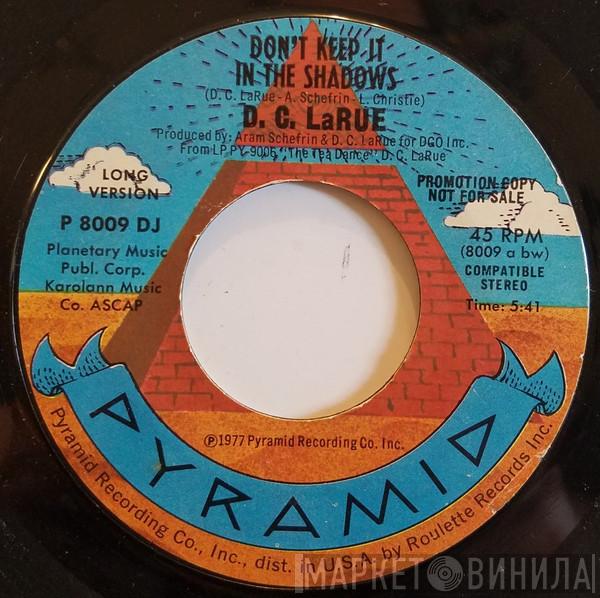 DON'T KEEP IT
IN THE SHADOWS
(D. C. LaRue - A. Schefrin - L. Christie)
D. C. LaRUE
Produced by: Aram Schefrin & D. C. LaRue for DCO Inc.
From LP PY-9006 "The Tea Dance" D. C. LaRue
LONG
VERSION
P 8009 DJ
Planetary Music
Publ. Corp.
Karolann Music
Co. ASCAP
PROMOTION COPY
NOT FOR SALE
45 RPM
(8009 a bw)
COMPATIBLE
STEREO
Time: 5:41
℗ 1977 Pyramid Recording Co. Inc.
PYRAMID
Pyramid Recording Co., Inc., dist. in U.S.A. by Roulette Records Inc.
МАРКЕТ ВИНИЛА